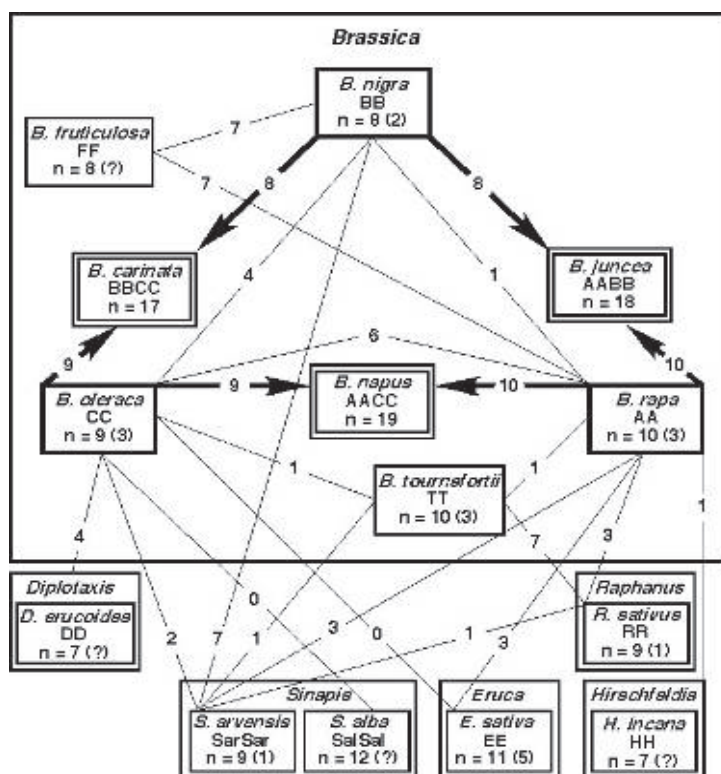 Brassica
B. nigra
BB
n = 8 (2)
B. fruticulosa
FF
n = 8 (?)
7
7
8
8
B. carinata
BBCC
n = 17
B. juncea
AABB
n = 18
4
1
6
9
10
9
10
B. napus
AACC
n = 19
B. oleraca
CC
n = 9 (3)
B. rapa
AA
n = 10 (3)
1
1
B. tournsfortii
TT
n = 10 (3)
4
7
3
1
Diplotaxis
D. erucoides
DD
n = 7 (?)
Raphanus
R. sativus
RR
n = 9 (1)
0
2
7
1
3
0
1
3
Sinapis
S. arvensis
SarSar
n = 9 (1)
S. alba
SalSal
n = 12 (?)
Eruca
E. sativa
EE
n = 11 (5)
Hirschfeldis
H. incana
HH
n = 7 (?)